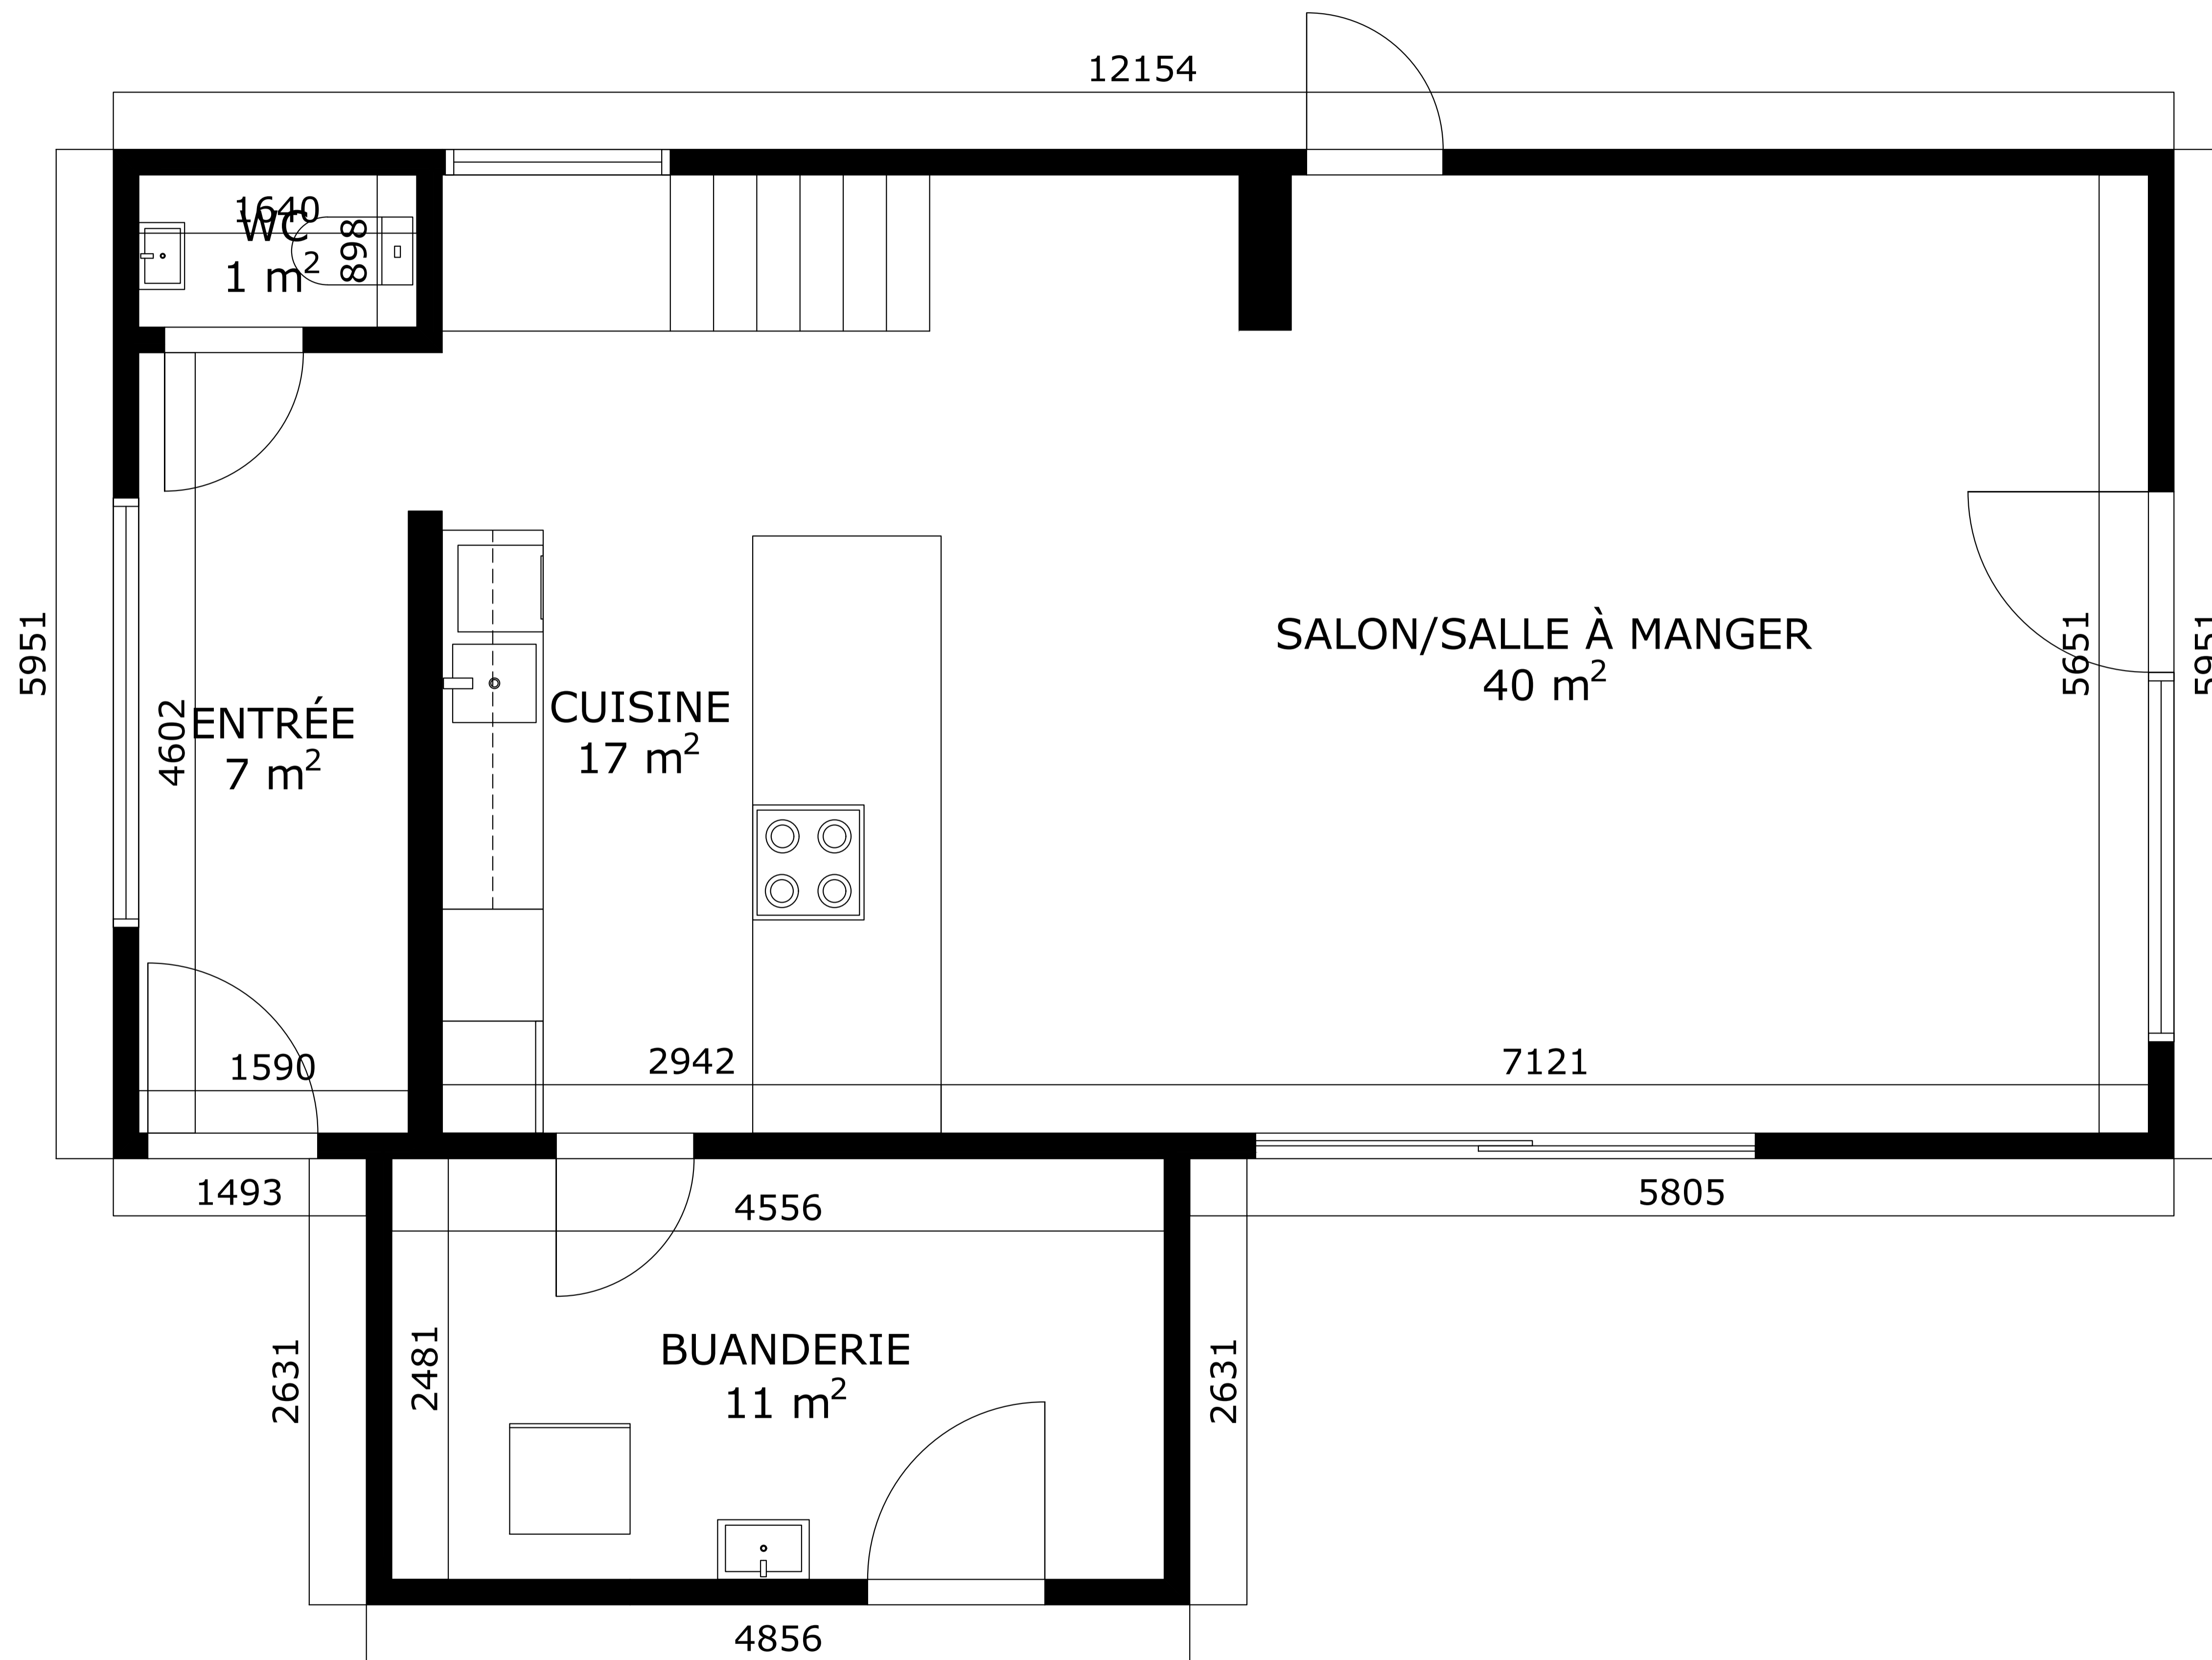 12154
1640
WC
1 m²
898
5951
4602
ENTRÉE
7 m²
CUISINE
17 m²
SALON/SALLE À MANGER
40 m²
5651
5951
1590
2942
7121
1493
4556
5805
2631
2481
BUANDERIE
11 m²
2631
4856